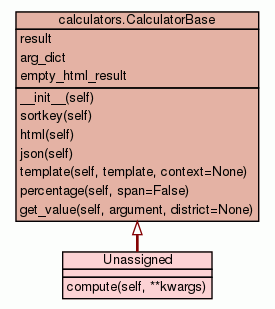 calculators.CalculatorBase
result
arg_dict
empty_html_result
__init__(self)
sortkey(self)
html(self)
json(self)
template(self, template, context=None)
percentage(self, span=False)
get_value(self, argument, district=None)
Unassigned
compute(self, **kwargs)